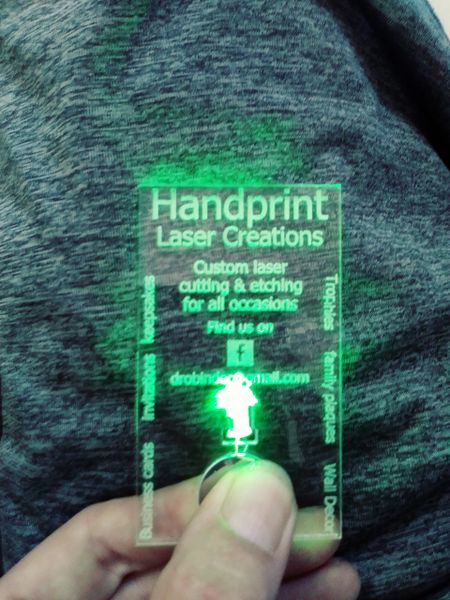 Handprint
Laser Creations
Custom laser
cutting & etching
for all occasions
Find us on
f
Business cards Invitations keepsakes
Trophies family plaques Wall Decor